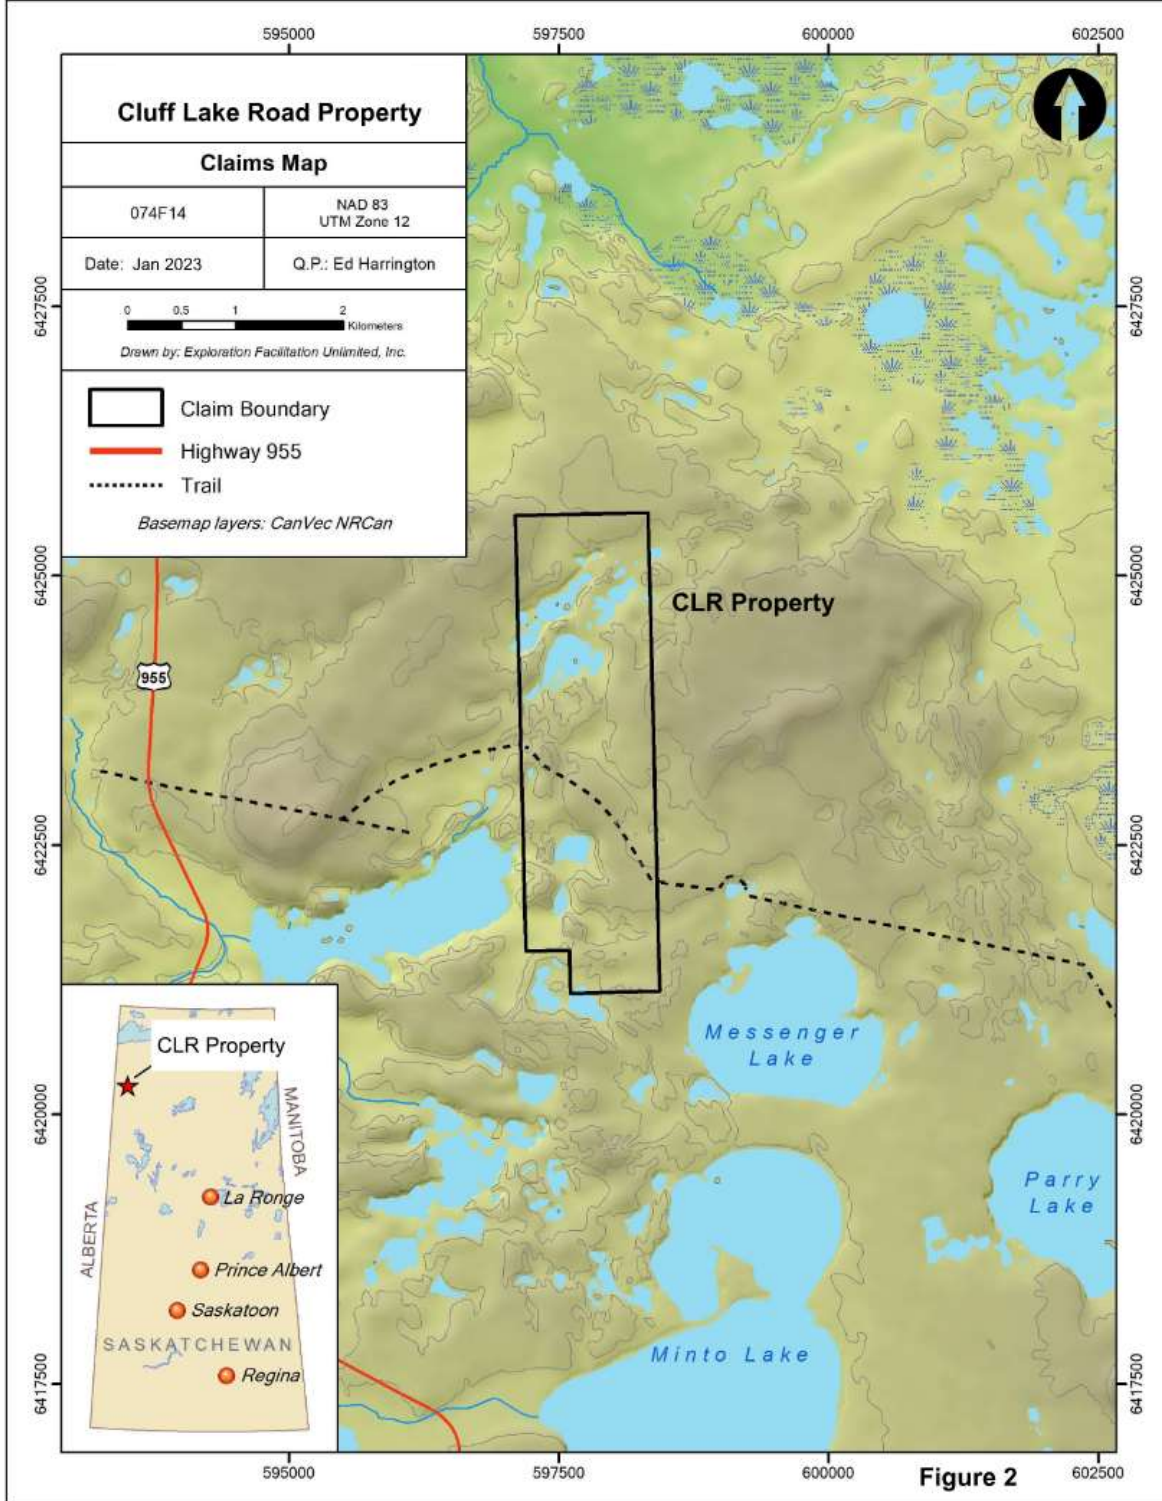 595000
597500
600000
602500
Cluff Lake Road Property
Claims Map
074F14
NAD 83
UTM Zone 12
Date: Jan 2023
Q.P.: Ed Harrington
0 0.5 1 2
Kilometers
Drawn by: Exploration Facilitation Unlimited, Inc.
Claim Boundary
Highway 955
Trail
Basemap layers: CanVec NRCan
6427500
6427500
6425000
6425000
CLR Property
955
6422500
6422500
Messenger
Lake
CLR Property
MANITOBA
6420000
6420000
Parry
Lake
La Ronge
ALBERTA
Prince Albert
Saskatoon
SASKATCHEWAN
Minto Lake
Regina
6417500
6417500
595000
597500
600000
602500
Figure 2